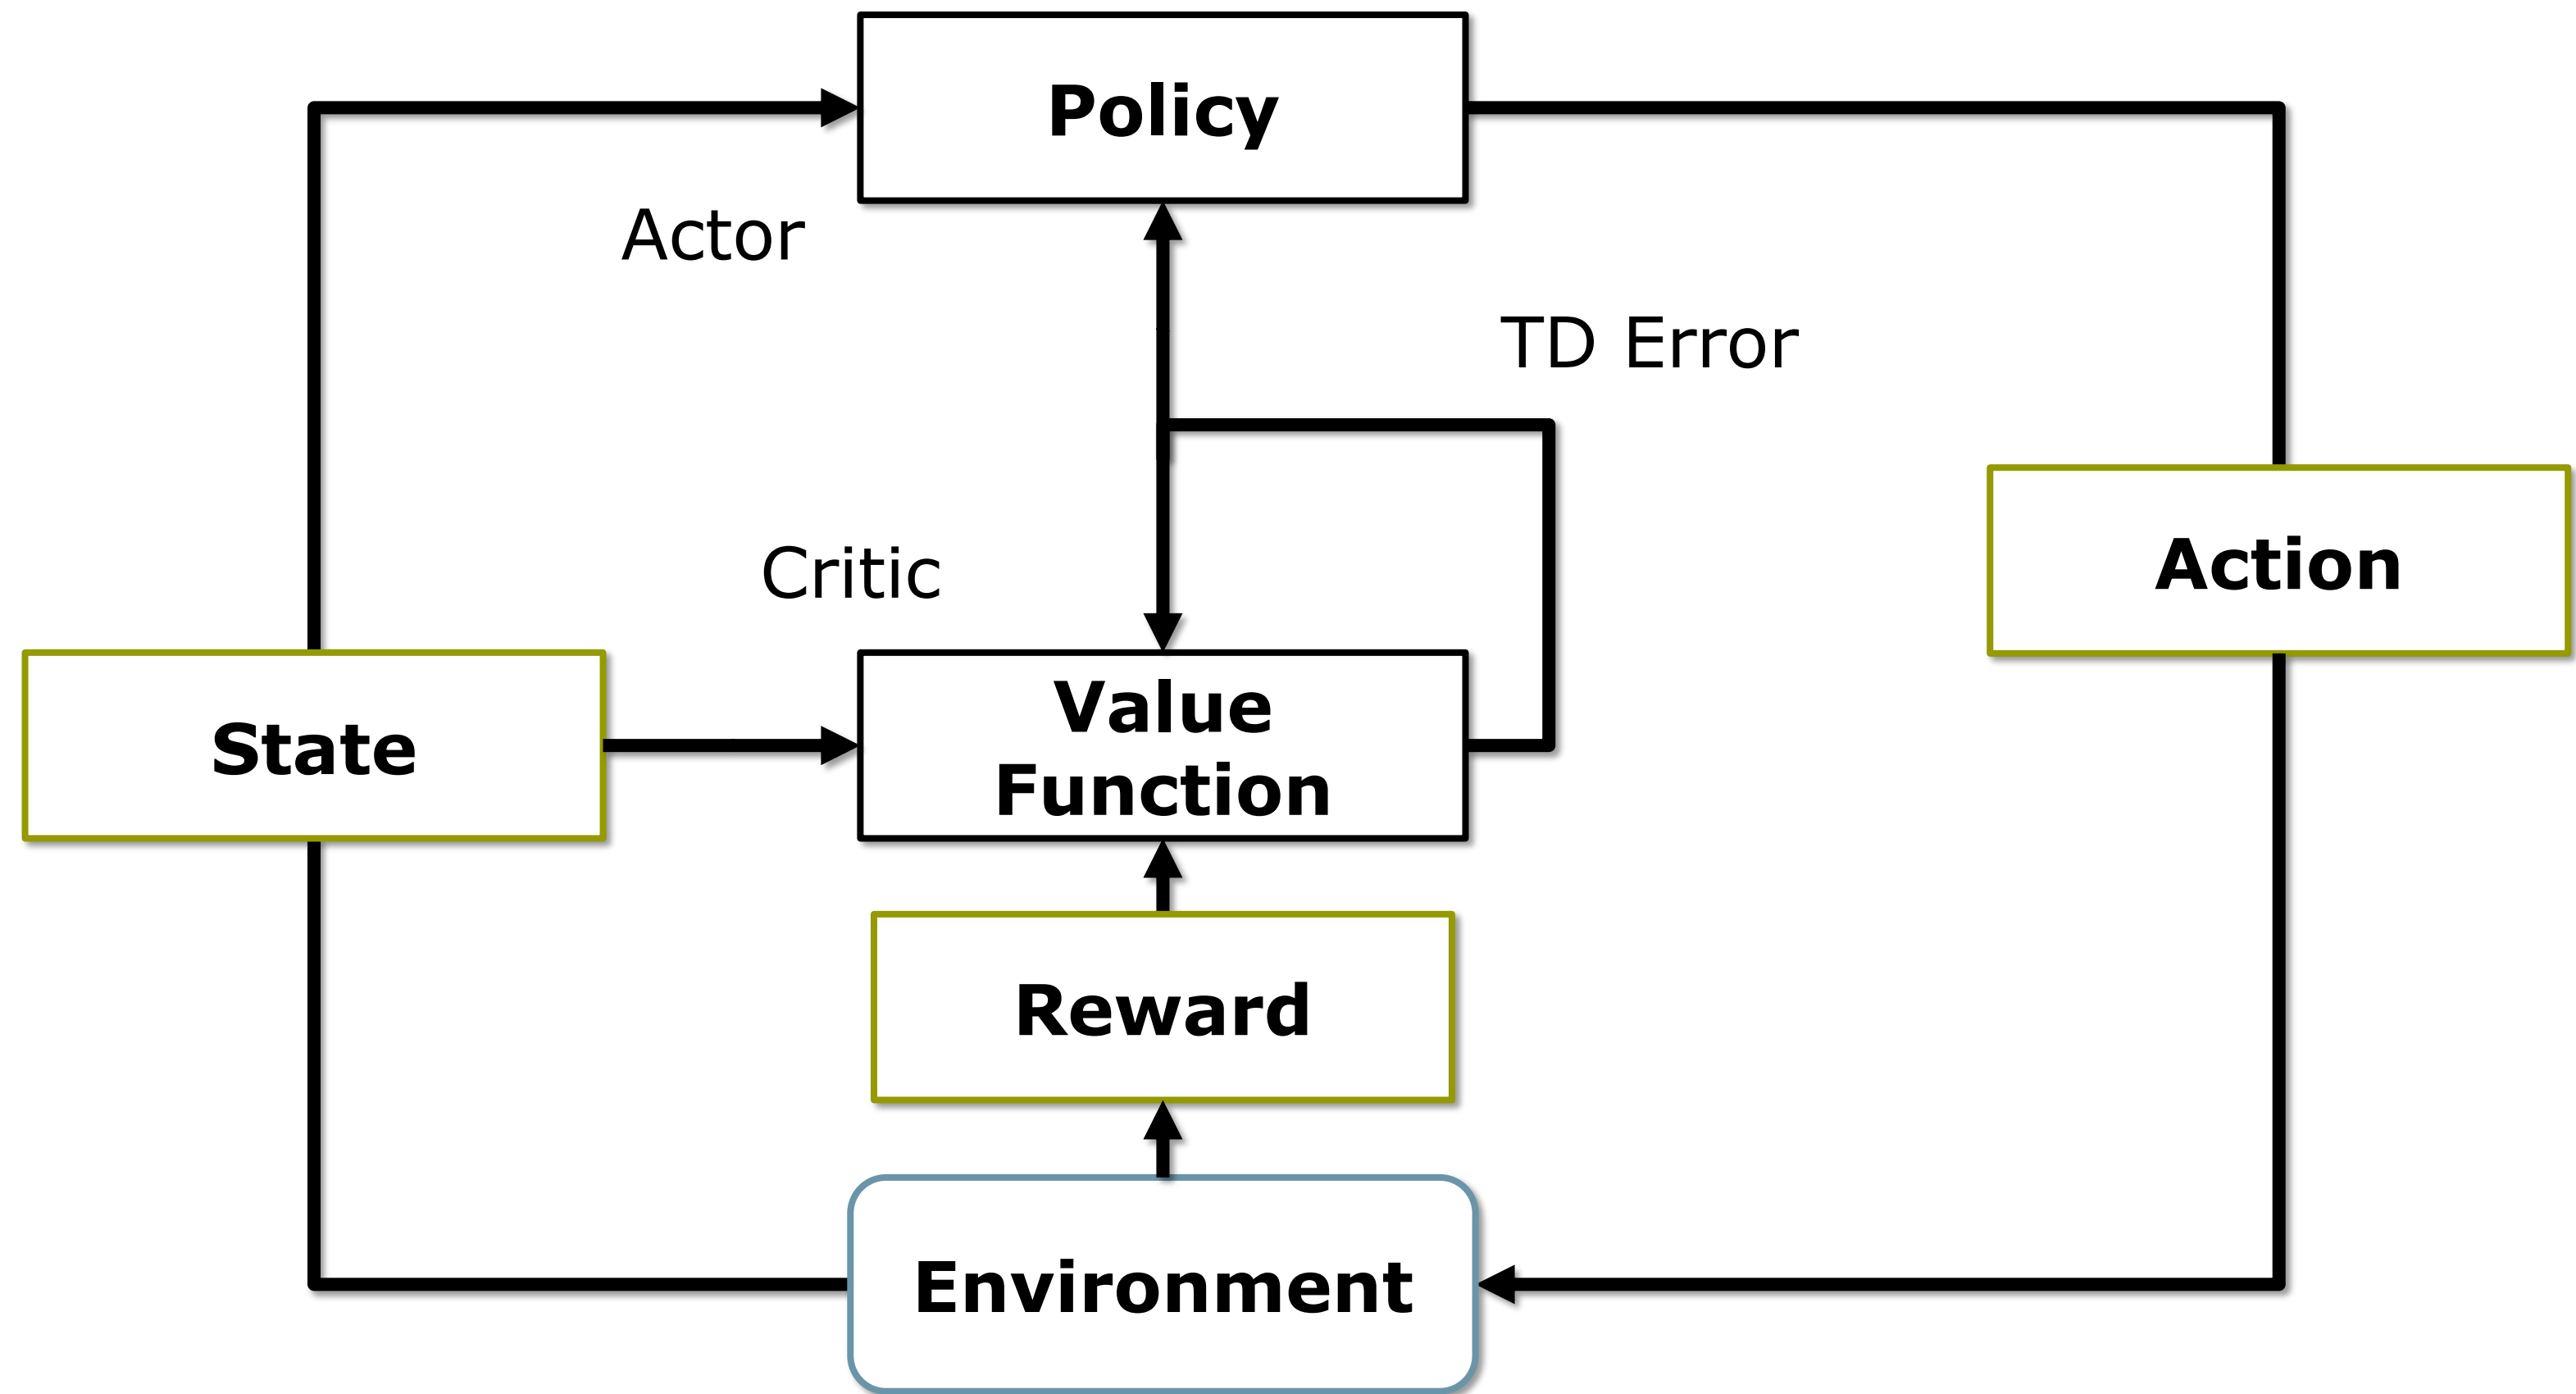 Policy
Actor
TD Error
Action
Critic
State
Value
Function
Reward
Environment